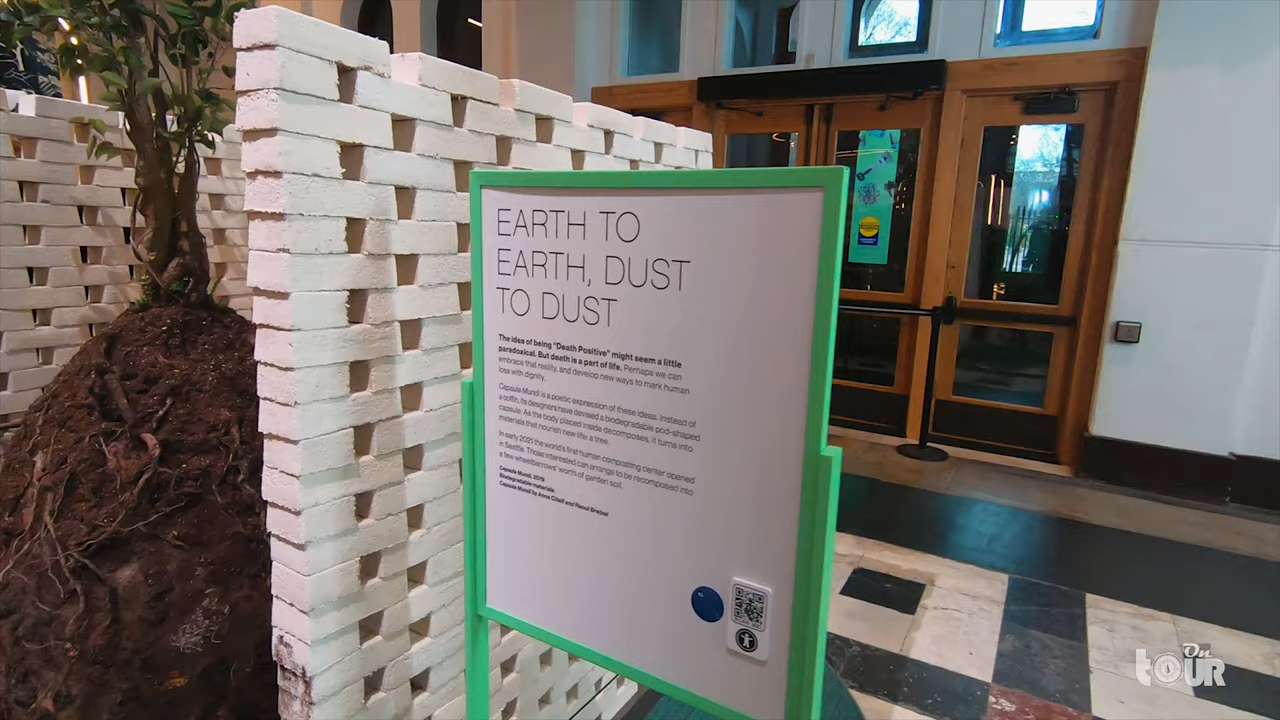 EARTH TO
EARTH, DUST
TO DUST
The idea of being "Death Positive" might seem a little
paradoxical. But death is a part of life. Perhaps we can
embrace that reality, and develop new ways to mark human
loss with dignity.
Capsula Mundi is a poetic expression of these ideas. Instead of
a coffin, its designers have devised a biodegradable pod-shaped
capsule. As the body placed inside decomposes, it turns into
materials that nourish new life: a tree.
In early 2021 the world's first human composting center opened
in Seattle. Those interested can arrange to be recomposed into
a few wheelbarrows' worth of garden soil.
Capsula Mundi, 2019
Biodegradable materials
Capsula Mundi by Anna Citelli and Raoul Bretzel
On
toUR